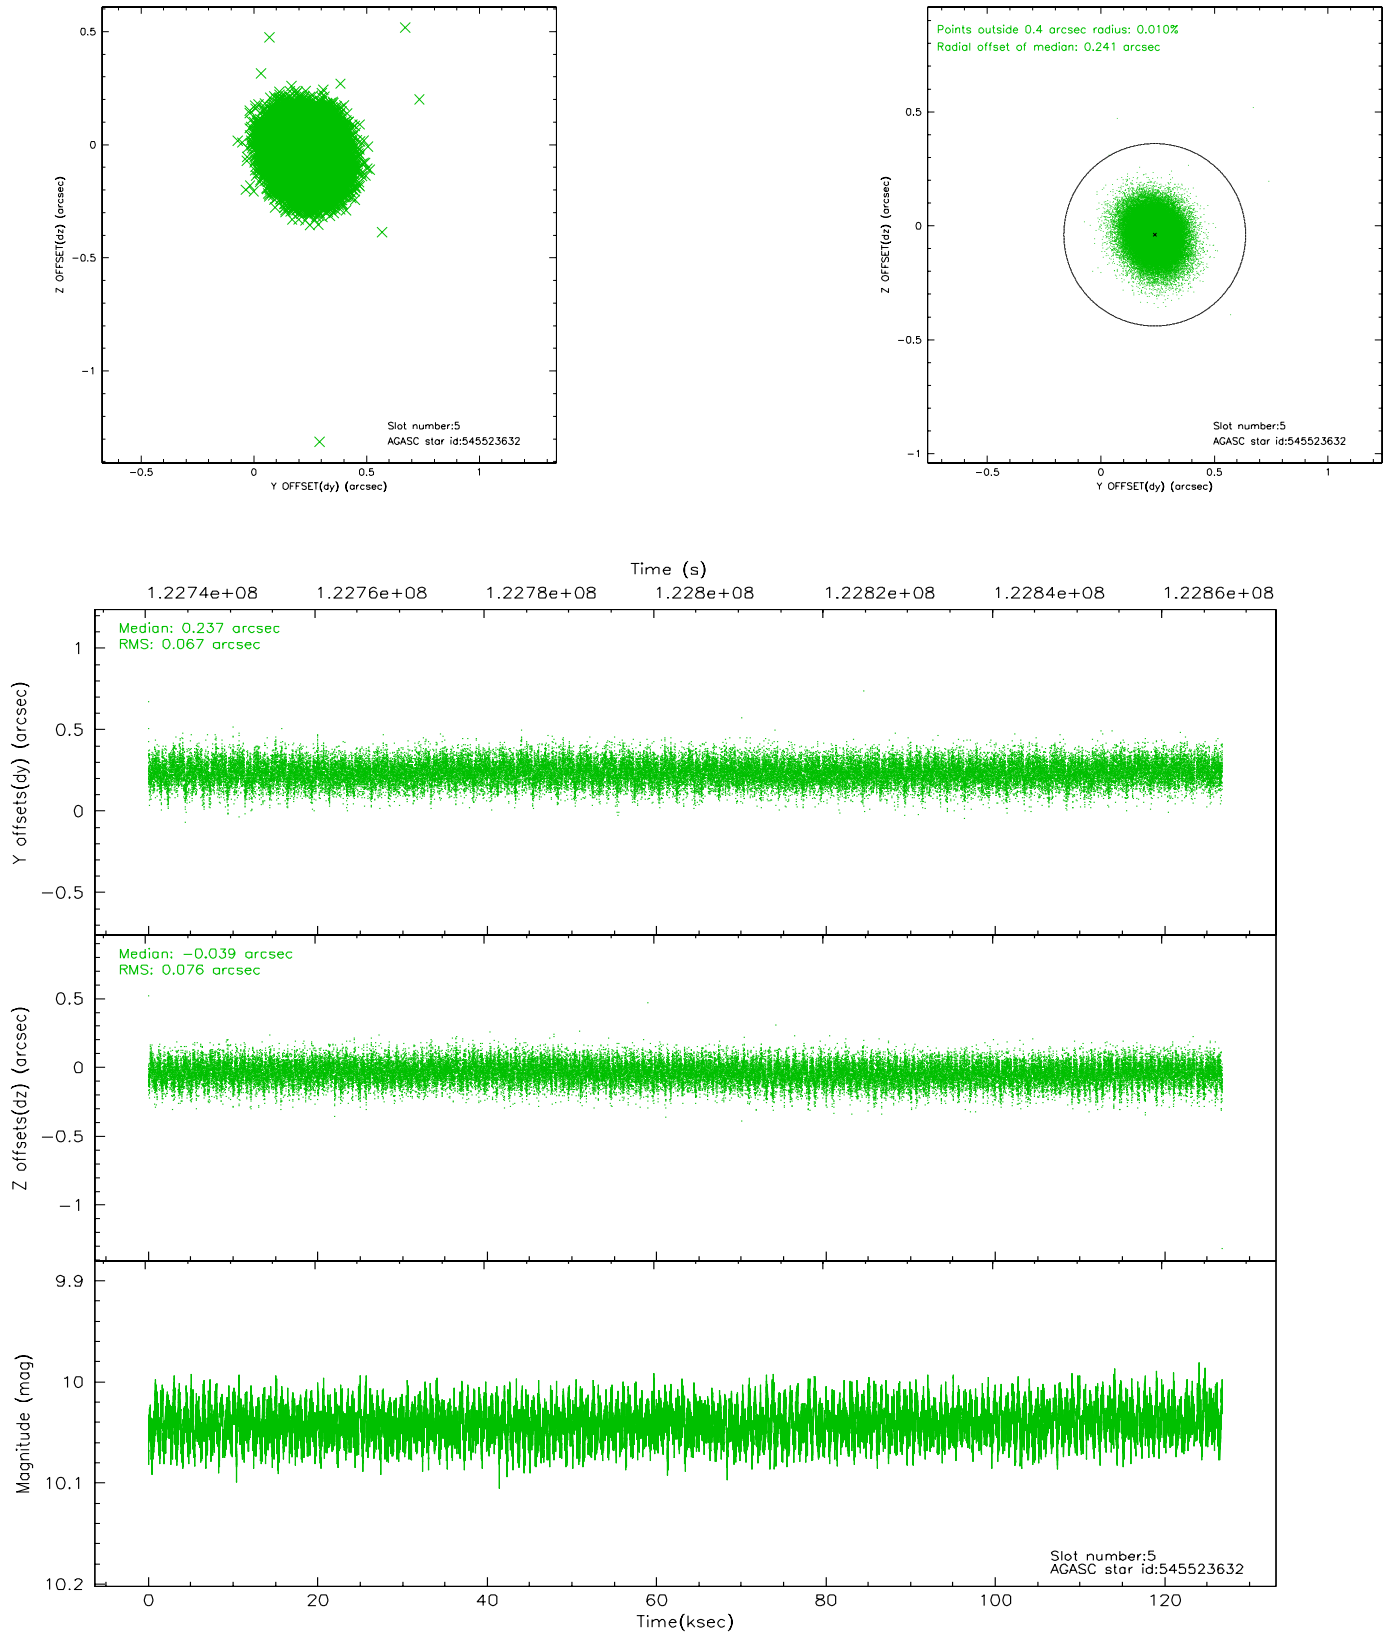 0.5
0
-0.5
-1
Z OFFSET(dz) (arcsec)
Slot number:5
AGASC star id:545523632
-0.5 0 0.5 1
Y OFFSET(dy) (arcsec)
Points outside 0.4 arcsec radius: 0.010%
Radial offset of median: 0.241 arcsec
0.5
0
-0.5
-1
Z OFFSET(dz) (arcsec)
Slot number:5
AGASC star id:545523632
-0.5 0 0.5 1
Y OFFSET(dy) (arcsec)
Time (s)
1.2274e+08 1.2276e+08 1.2278e+08 1.228e+08 1.2282e+08 1.2284e+08 1.2286e+08
Median: 0.237 arcsec
RMS: 0.067 arcsec
1
0.5
0
-0.5
Y offsets(dy) (arcsec)
Median: -0.039 arcsec
RMS: 0.076 arcsec
0.5
0
-0.5
-1
Z offsets(dz) (arcsec)
9.9
10
10.1
10.2
Magnitude (mag)
Slot number:5
AGASC star id:545523632
0 20 40 60 80 100 120
Time(ksec)